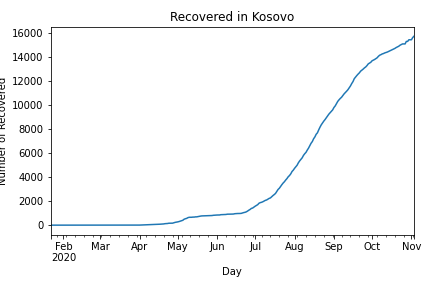 Recovered in Kosovo
Number of Recovered
16000
14000
12000
10000
8000
6000
4000
2000
0
Feb Mar Apr May Jun Jul Aug Sep Oct Nov
2020
Day